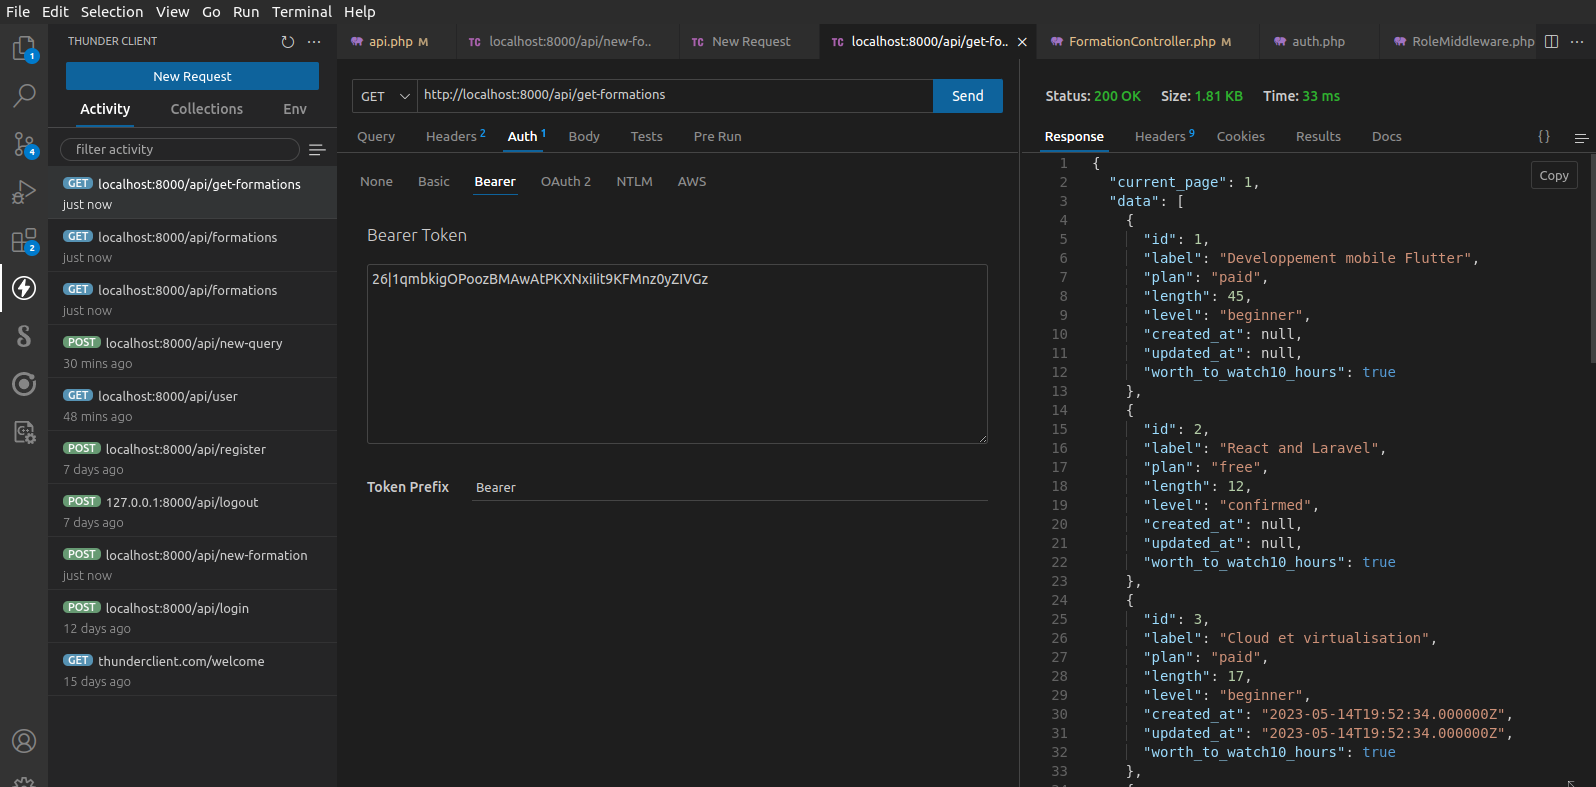 File Edit Selection View Go Run Terminal Help
THUNDER CLIENT
New Request
Activity Collections Env
filter activity
GET localhost:8000/api/get-formations
just now
GET localhost:8000/api/formations
just now
GET localhost:8000/api/formations
just now
POST localhost:8000/api/new-query
30 mins ago
GET localhost:8000/api/user
48 mins ago
POST localhost:8000/api/register
7 days ago
POST 127.0.0.1:8000/api/logout
7 days ago
POST localhost:8000/api/new-formation
just now
POST localhost:8000/api/login
12 days ago
GET thunderclient.com/welcome
15 days ago
1
4
2
api.php M
TC localhost:8000/api/new-fo..
TC New Request
TC localhost:8000/api/get-fo..
FormationController.php M
auth.php
RoleMiddleware.php
GET http://localhost:8000/api/get-formations Send
Query Headers 2 Auth 1 Body Tests Pre Run
None Basic Bearer OAuth 2 NTLM AWS
Bearer Token
26|1qmbkigOPoozBMAwAtPKXNxiIit9KFMnz0yZIVGz
Token Prefix Bearer
Status: 200 OK Size: 1.81 KB Time: 33 ms
Response Headers 9 Cookies Results Docs {}
Copy
1 {
2 "current_page": 1,
3 "data": [
4 {
5 "id": 1,
6 "label": "Developpement mobile Flutter",
7 "plan": "paid",
8 "length": 45,
9 "level": "beginner",
10 "created_at": null,
11 "updated_at": null,
12 "worth_to_watch10_hours": true
13 },
14 {
15 "id": 2,
16 "label": "React and Laravel",
17 "plan": "free",
18 "length": 12,
19 "level": "confirmed",
20 "created_at": null,
21 "updated_at": null,
22 "worth_to_watch10_hours": true
23 },
24 {
25 "id": 3,
26 "label": "Cloud et virtualisation",
27 "plan": "paid",
28 "length": 17,
29 "level": "beginner",
30 "created_at": "2023-05-14T19:52:34.000000Z",
31 "updated_at": "2023-05-14T19:52:34.000000Z",
32 "worth_to_watch10_hours": true
33 },